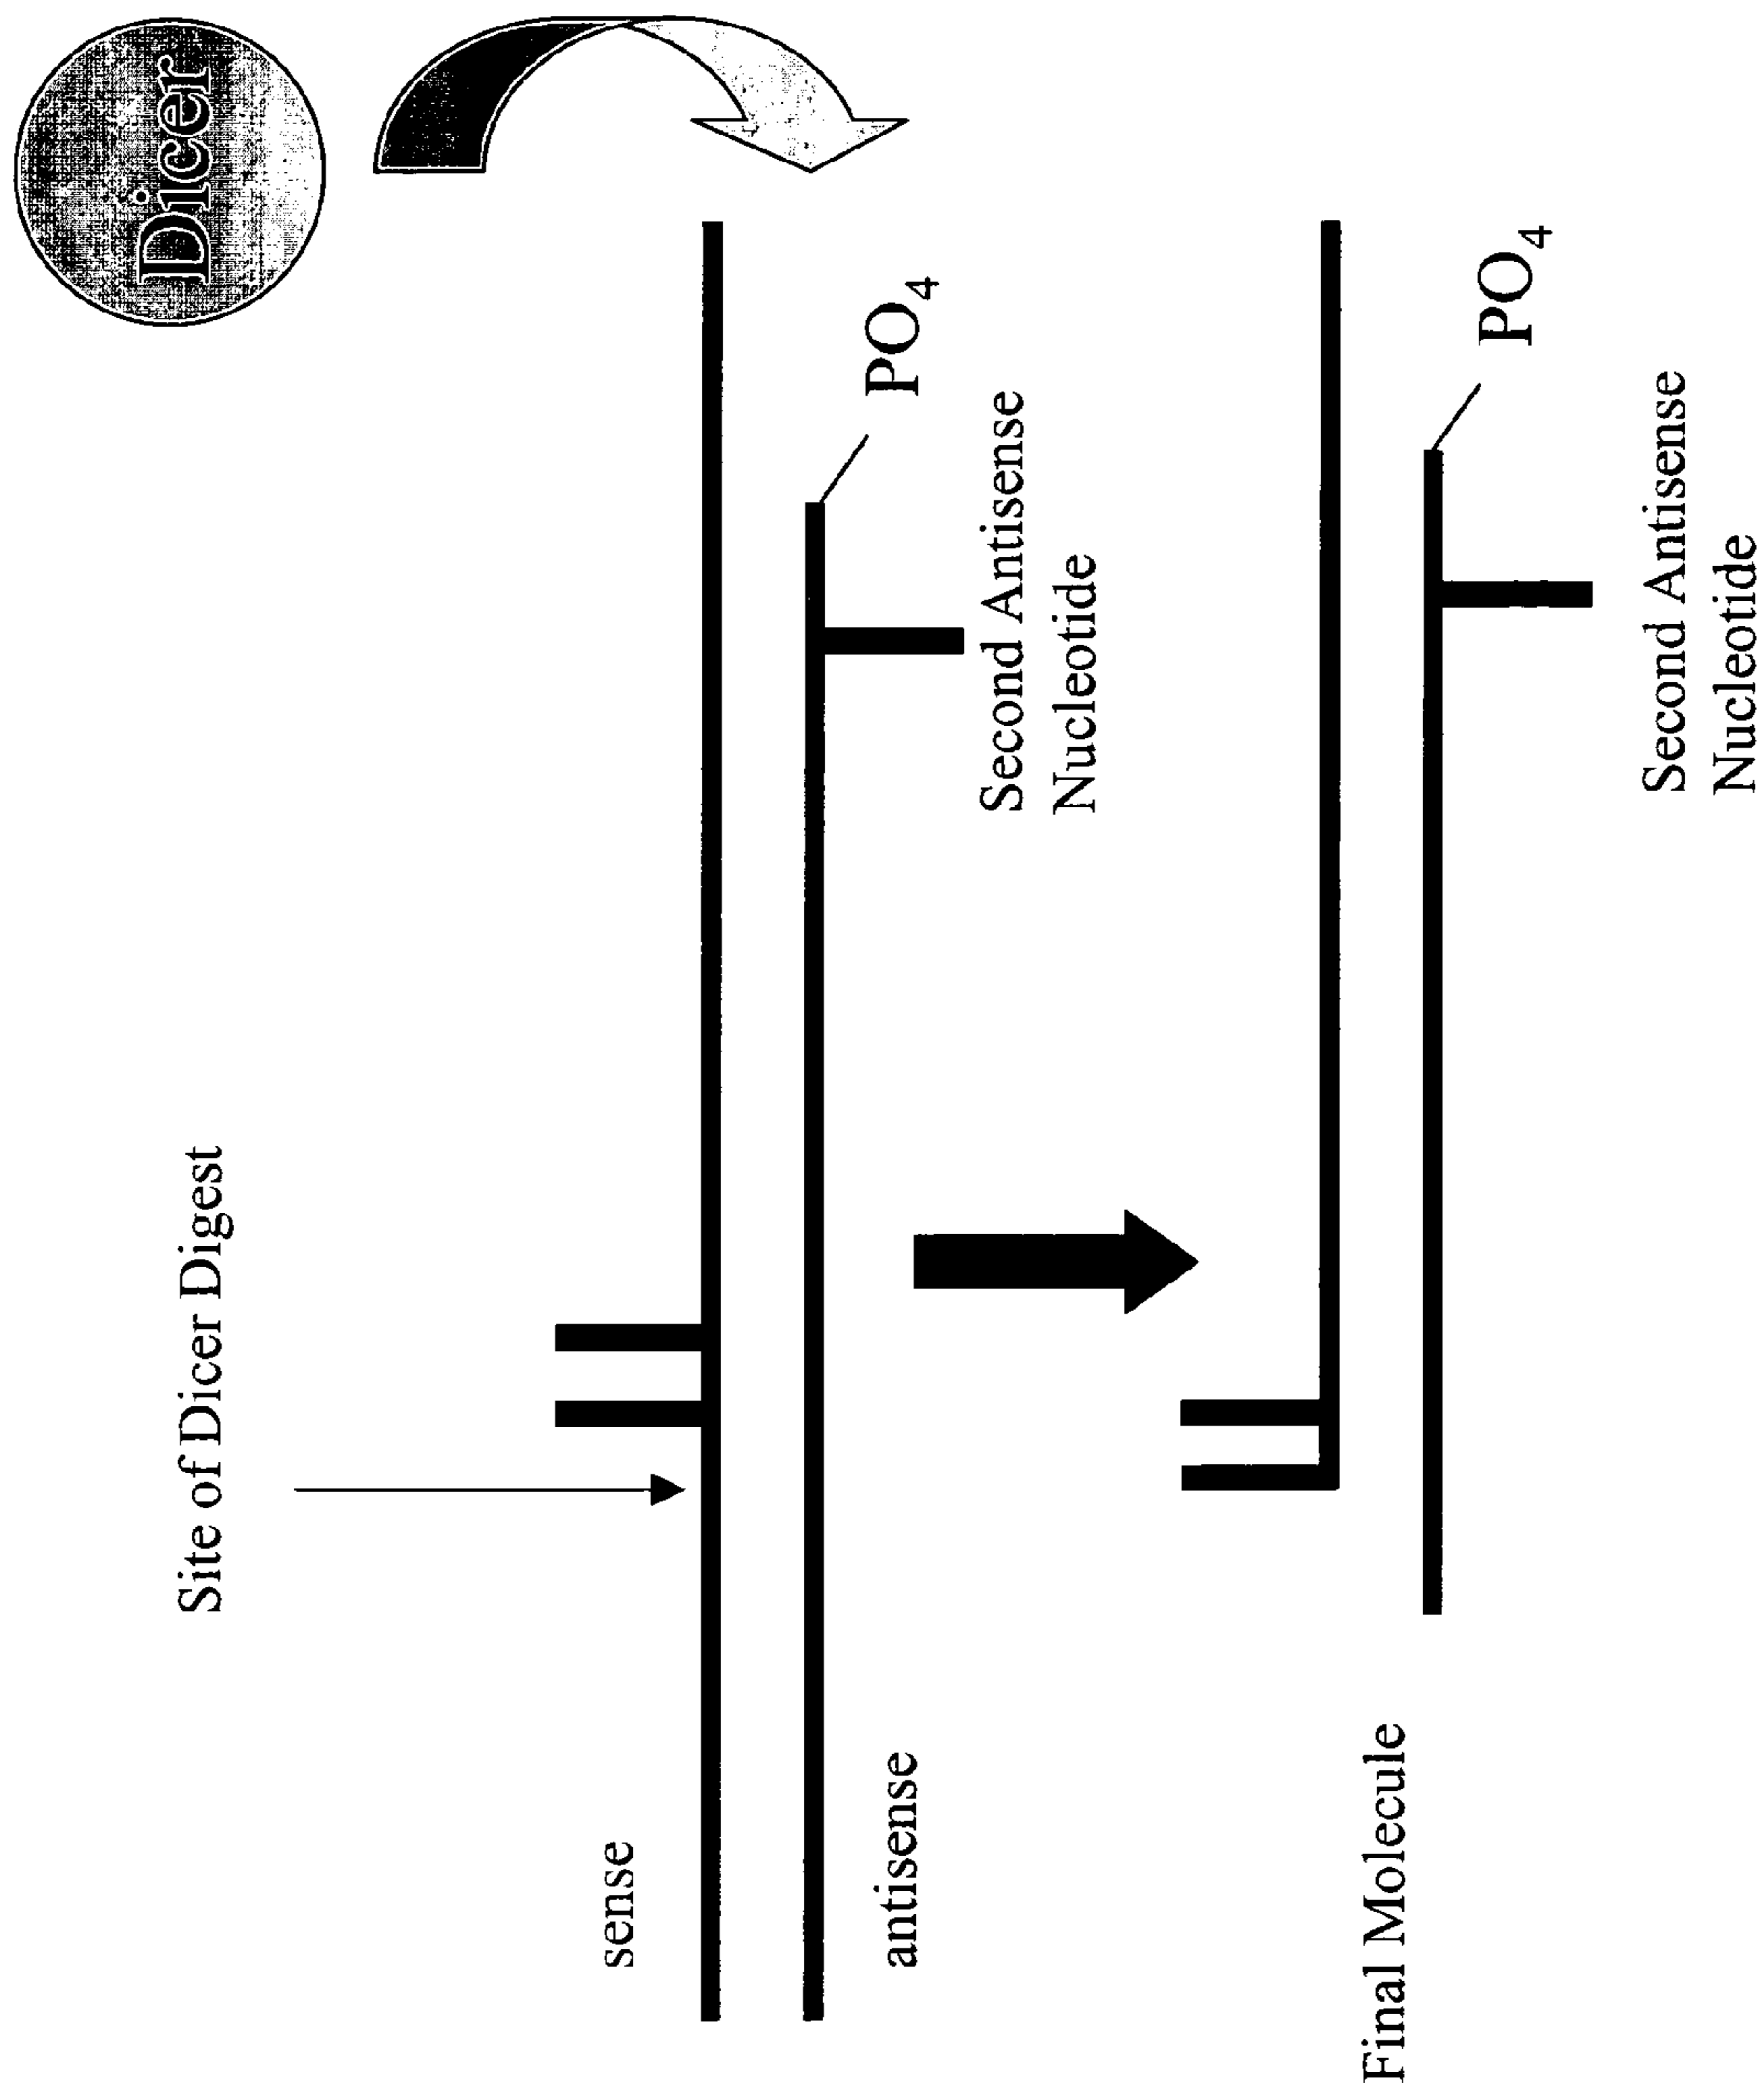 Dicer
Site of Dicer Digest
sense
antisense
PO4
Second Antisense
Nucleotide
Final Molecule
PO4
Second Antisense
Nucleotide